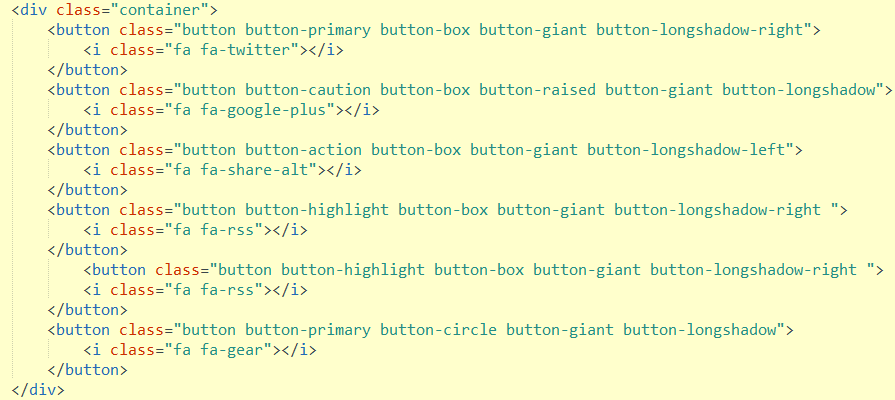 <div class="container">
    <button class="button button-primary button-box button-giant button-longshadow-right">
        <i class="fa fa-twitter"></i>
    </button>
    <button class="button button-caution button-box button-raised button-giant button-longshadow">
        <i class="fa fa-google-plus"></i>
    </button>
    <button class="button button-action button-box button-giant button-longshadow-left">
        <i class="fa fa-share-alt"></i>
    </button>
    <button class="button button-highlight button-box button-giant button-longshadow-right ">
        <i class="fa fa-rss"></i>
    </button>
        <button class="button button-highlight button-box button-giant button-longshadow-right ">
        <i class="fa fa-rss"></i>
    </button>
    <button class="button button-primary button-circle button-giant button-longshadow">
        <i class="fa fa-gear"></i>
    </button>
</div>